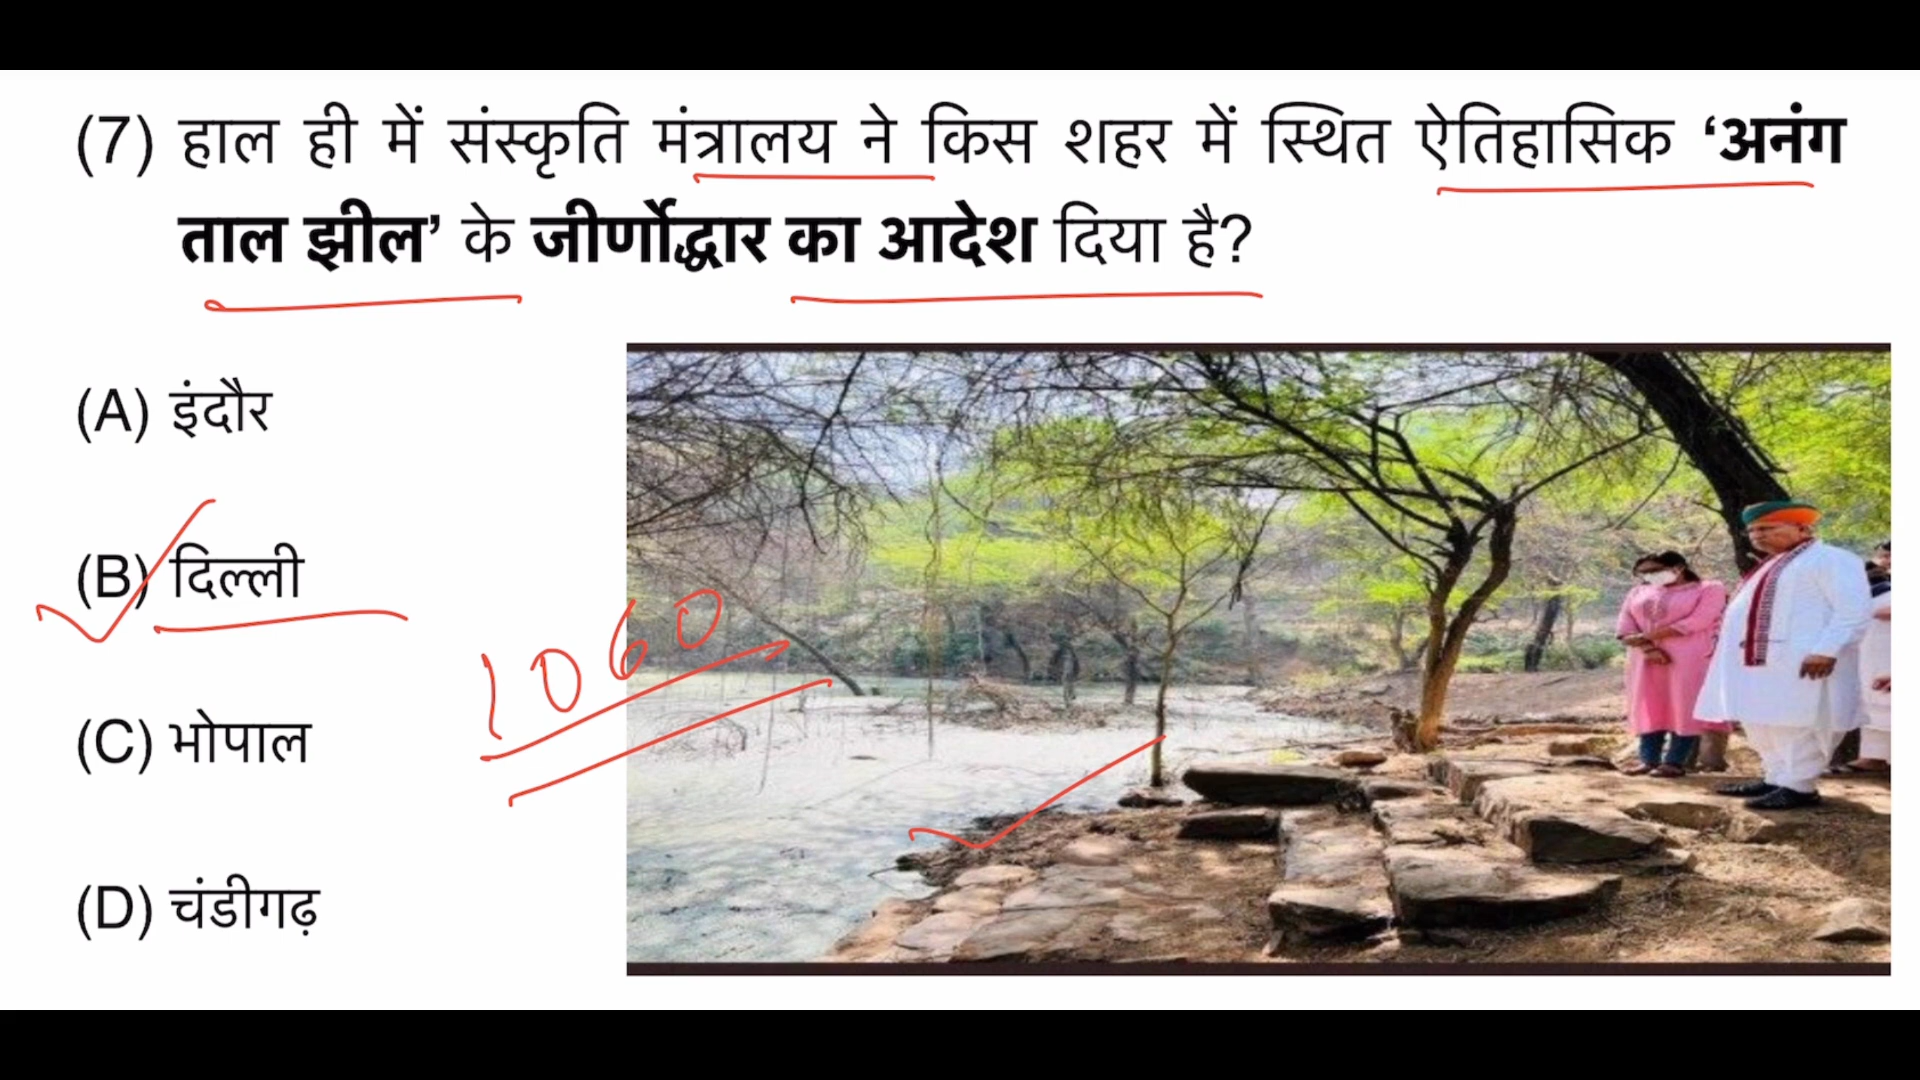 (7) हाल ही में संस्कृति मंत्रालय ने किस शहर में स्थित ऐतिहासिक ‘अनंग
ताल झील’ के जीर्णोद्धार का आदेश दिया है?
(A) इंदौर
(B) दिल्ली
1060
(C) भोपाल
(D) चंडीगढ़